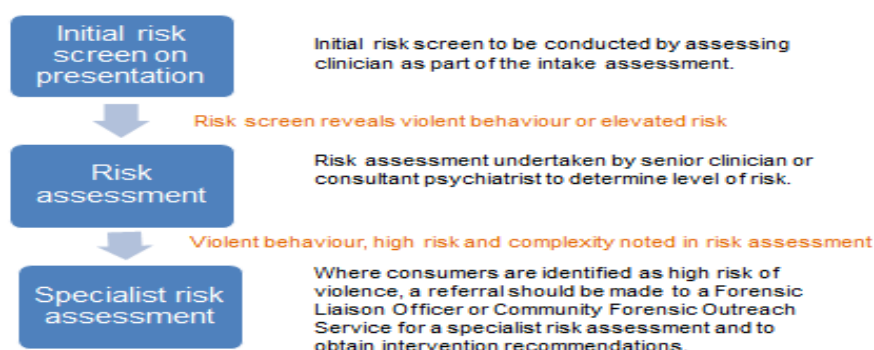 Initial risk
screen on
presentation
Initial risk screen to be conducted by assessing
clinician as part of the intake assessment.
Risk screen reveals violent behaviour or elevated risk
Risk
assessment
Risk assessment undertaken by senior clinician or
consultant psychiatrist to determine level of risk.
Violent behaviour, high risk and complexity noted in risk assessment
Specialist risk
assessment
Where consumers are identified as high risk of
violence, a referral should be made to a Forensic
Liaison Officer or Community Forensic Outreach
Service for a specialist risk assessment and to
obtain intervention recommendations.